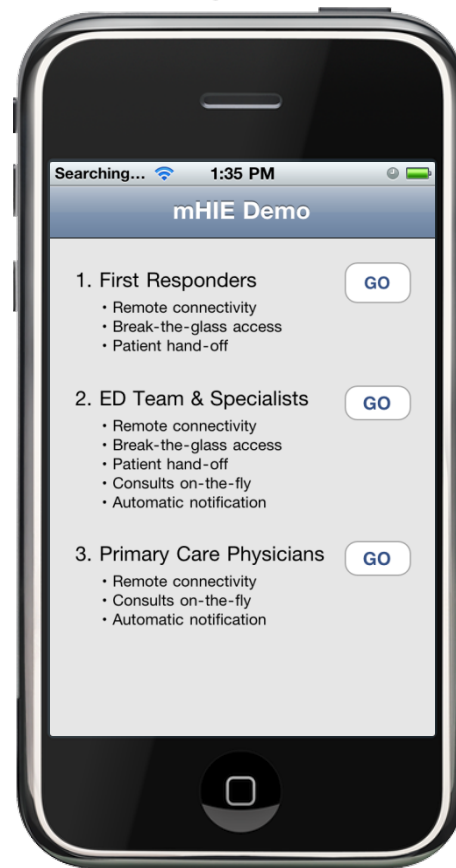 Searching... 1:35 PM
mHIE Demo
1. First Responders GO
• Remote connectivity
• Break-the-glass access
• Patient hand-off
2. ED Team & Specialists GO
• Remote connectivity
• Break-the-glass access
• Patient hand-off
• Consults on-the-fly
• Automatic notification
3. Primary Care Physicians GO
• Remote connectivity
• Consults on-the-fly
• Automatic notification